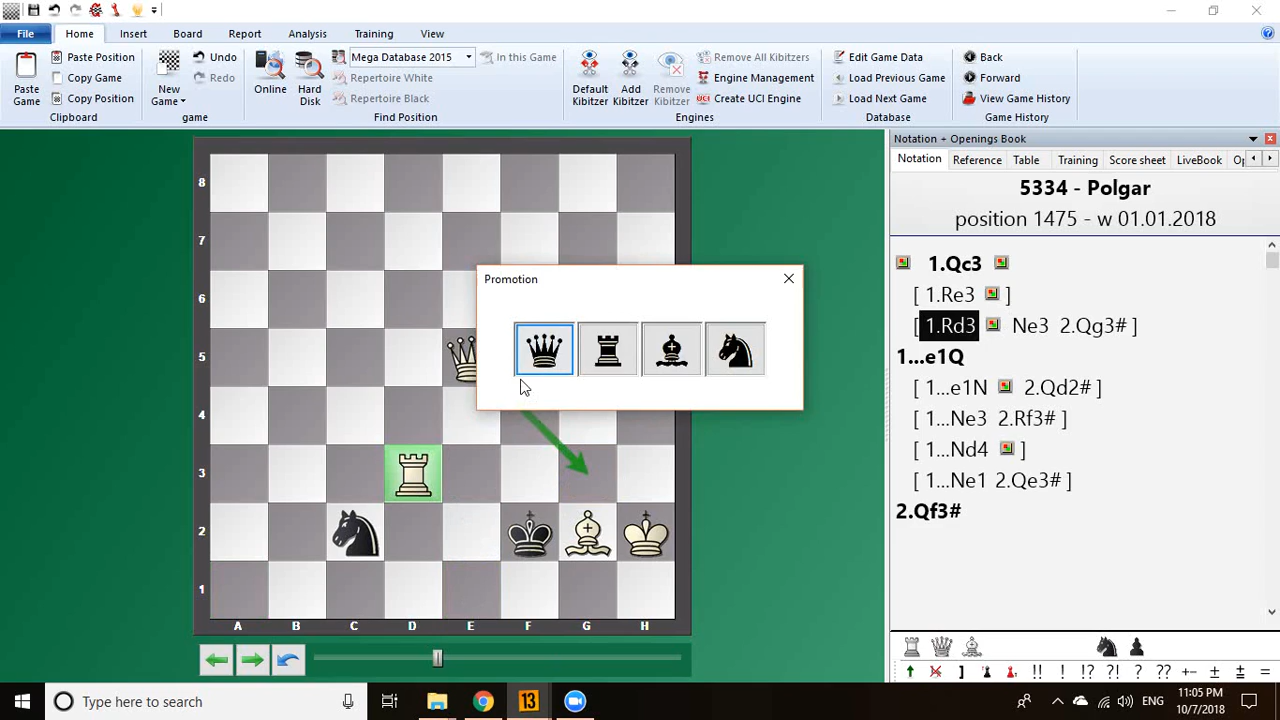 File Home Insert Board Report Analysis Training View
Paste Game
Paste Position
Copy Game
Copy Position
Clipboard
New Game
Undo
Redo
game
Online
Hard Disk
Mega Database 2015
In this Game
Repertoire White
Repertoire Black
Find Position
Default Kibitzer
Add Kibitzer
Remove Kibitzer
Remove All Kibitzer
Engine Management
UCI Create UCI Engine
Engines
Edit Game Data
Load Previous Game
Load Next Game
Database
Back
Forward
View Game History
Game History
Notation + Openings Book
Notation Reference Table Training Score sheet LiveBook Op
5334 - Polgar
position 1475 - w 01.01.2018
1.Qc3
[ 1.Re3 ]
[ 1.Rd3 Ne3 2.Qg3# ]
1...e1Q
[ 1...e1N 2.Qd2# ]
[ 1...Ne3 2.Rf3# ]
[ 1...Nd4 ]
[ 1...Ne1 2.Qe3# ]
2.Qf3#
Promotion
8
7
6
5
4
3
2
1
A B C D E F G H
] !! ! !? ?! ? ?? +- ± ⩲ =
Type here to search
13
ENG
11:05 PM
10/7/2018